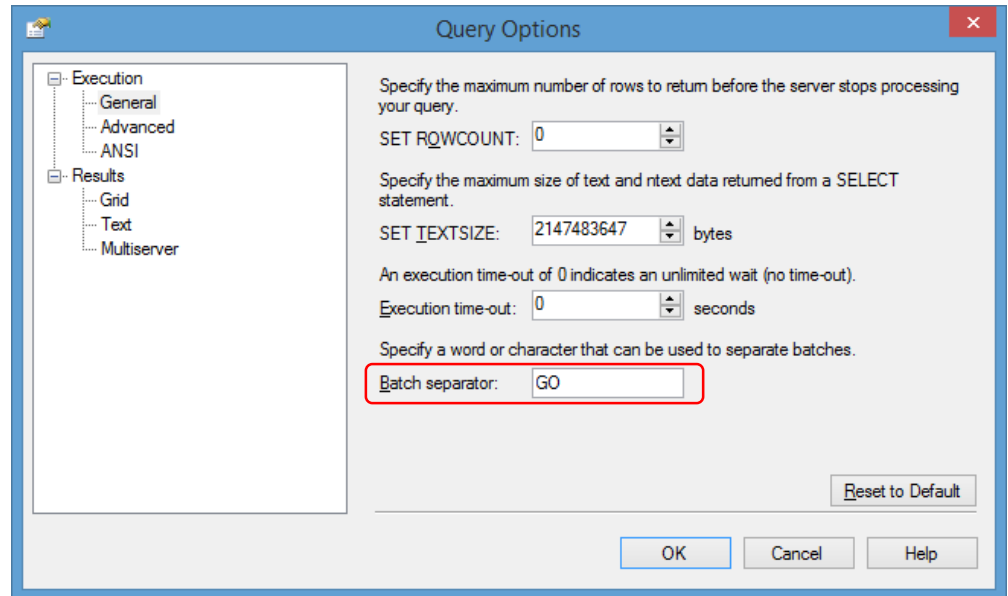 Query Options
Execution
General
Advanced
ANSI
Results
Grid
Text
Multiserver
Specify the maximum number of rows to return before the server stops processing
your query.
SET ROWCOUNT: 0
Specify the maximum size of text and ntext data returned from a SELECT
statement.
SET TEXTSIZE: 2147483647 bytes
An execution time-out of 0 indicates an unlimited wait (no time-out).
Execution time-out: 0 seconds
Specify a word or character that can be used to separate batches.
Batch separator: GO
Reset to Default
OK Cancel Help